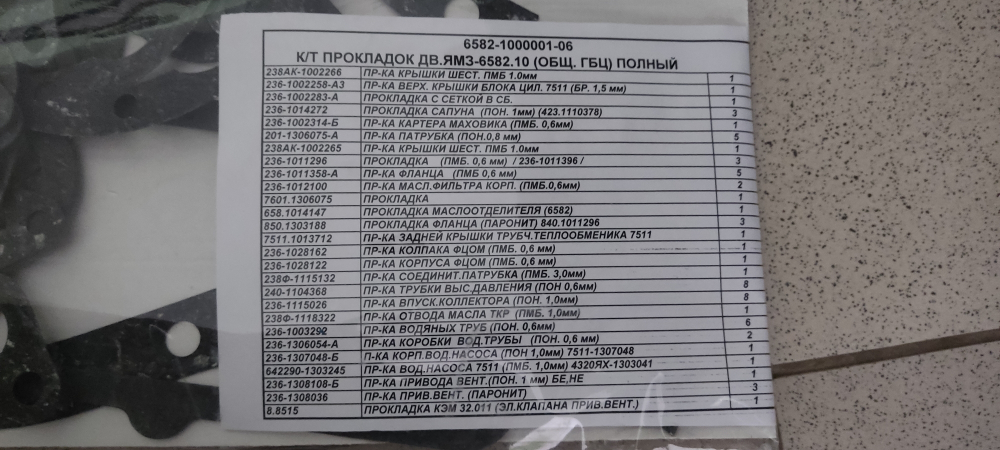 6582-1000001-06
К/Т ПРОКЛАДОК ДВ.ЯМЗ-6582.10 (ОБЩ. ГБЦ) ПОЛНЫЙ
238АК-1002266 ПР-КА КРЫШКИ ШЕСТ. ПМБ 1.0мм 1
236-1002258-А3 ПР-КА ВЕРХ. КРЫШКИ БЛОКА ЦИЛ. 7511 (БР. 1,5 мм) 1
236-1002283-А ПРОКЛАДКА С СЕТКОЙ В СБ. 1
236-1014272 ПРОКЛАДКА САПУНА (ПОН. 1мм) (423.1110378) 3
236-1002314-Б ПР-КА КАРТЕРА МАХОВИКА (ПМБ. 0,6мм) 1
201-1306075-А ПР-КА ПАТРУБКА (ПОН.0,8 мм) 5
238АК-1002265 ПР-КА КРЫШКИ ШЕСТ. ПМБ 1.0мм 1
236-1011296 ПРОКЛАДКА (ПМБ. 0,6 мм) / 236-1011396 / 3
236-1011358-А ПР-КА ФЛАНЦА (ПМБ 0,6 мм) 5
236-1012100 ПР-КА МАСЛ.ФИЛЬТРА КОРП. (ПМБ.0,6мм) 2
7601.1306075 ПРОКЛАДКА 1
658.1014147 ПРОКЛАДКА МАСЛООТДЕЛИТЕЛЯ (6582) 1
850.1303188 ПРОКЛАДКА ФЛАНЦА (ПАРОНИТ) 840.1011296 3
7511.1013712 ПР-КА ЗАДНЕЙ КРЫШКИ ТРУБЧ.ТЕПЛООБМЕНИКА 7511 1
236-1028162 ПР-КА КОЛПАКА ФЦОМ (ПМБ. 0,6 мм) 1
236-1028122 ПР-КА КОРПУСА ФЦОМ (ПМБ. 0,6 мм) 1
238Ф-1115132 ПР-КА СОЕДИНИТ.ПАТРУБКА (ПМБ. 3,0мм) 1
240-1104368 ПР-КА ТРУБКИ ВЫС.ДАВЛЕНИЯ (ПОН 0,6мм) 8
236-1115026 ПР-КА ВПУСК.КОЛЛЕКТОРА (ПОН. 1,0мм) 8
238Ф-1118322 ПР-КА ОТВОДА МАСЛА ТКР (ПМБ. 1,0мм) 1
236-1003292 ПР-КА ВОДЯНЫХ ТРУБ (ПОН. 0,6мм) 6
236-1306054-А ПР-КА КОРОБКИ ВОД.ТРУБЫ (ПОН. 0,6 мм) 2
236-1307048-Б П-КА КОРП.ВОД.НАСОСА (ПОН 1,0мм) 7511-1307048 1
642290-1303245 ПР-КА ВОД.НАСОСА 7511 (ПМБ. 1,0мм) 4320ЯХ-1303041 1
236-1308108-Б ПР-КА ПРИВОДА ВЕНТ.(ПОН. 1 мм) БЕ,НЕ 1
236-1308036 ПР-КА ПРИВ.ВЕНТ. (ПАРОНИТ) 3
8.8515 ПРОКЛАДКА КЭМ 32.011 (ЭЛ.КЛАПАНА ПРИВ.ВЕНТ.) 1